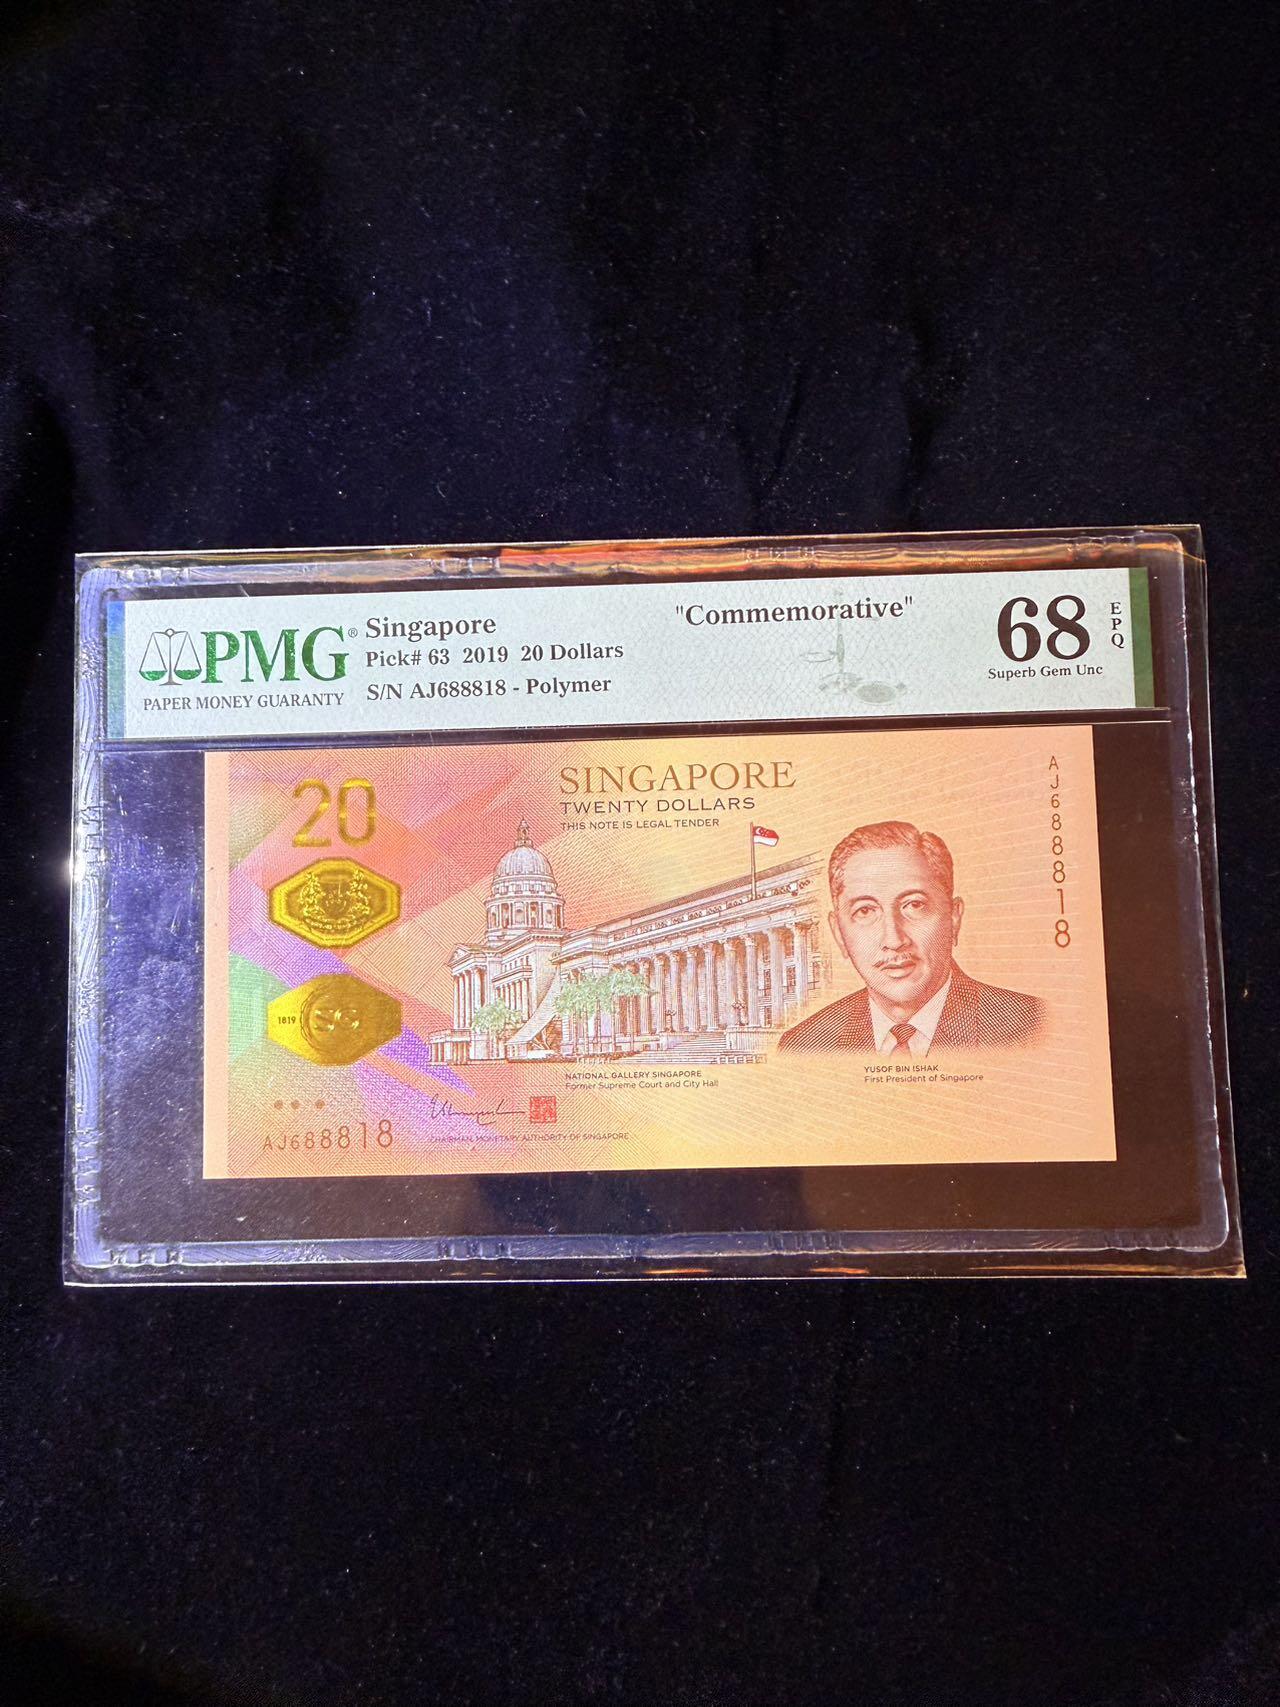 PMG®
PAPER MONEY GUARANTY
Singapore
Pick# 63 2019 20 Dollars
S/N AJ688818 - Polymer
"Commemorative"
68
EPQ
Superb Gem Unc
20
SINGAPORE
TWENTY DOLLARS
THIS NOTE IS LEGAL TENDER
AJ688818
1819
SG
NATIONAL GALLERY SINGAPORE
Former Supreme Court and City Hall
YUSOF BIN ISHAK
First President of Singapore
AJ688818
CHAIRMAN, MONETARY AUTHORITY OF SINGAPORE